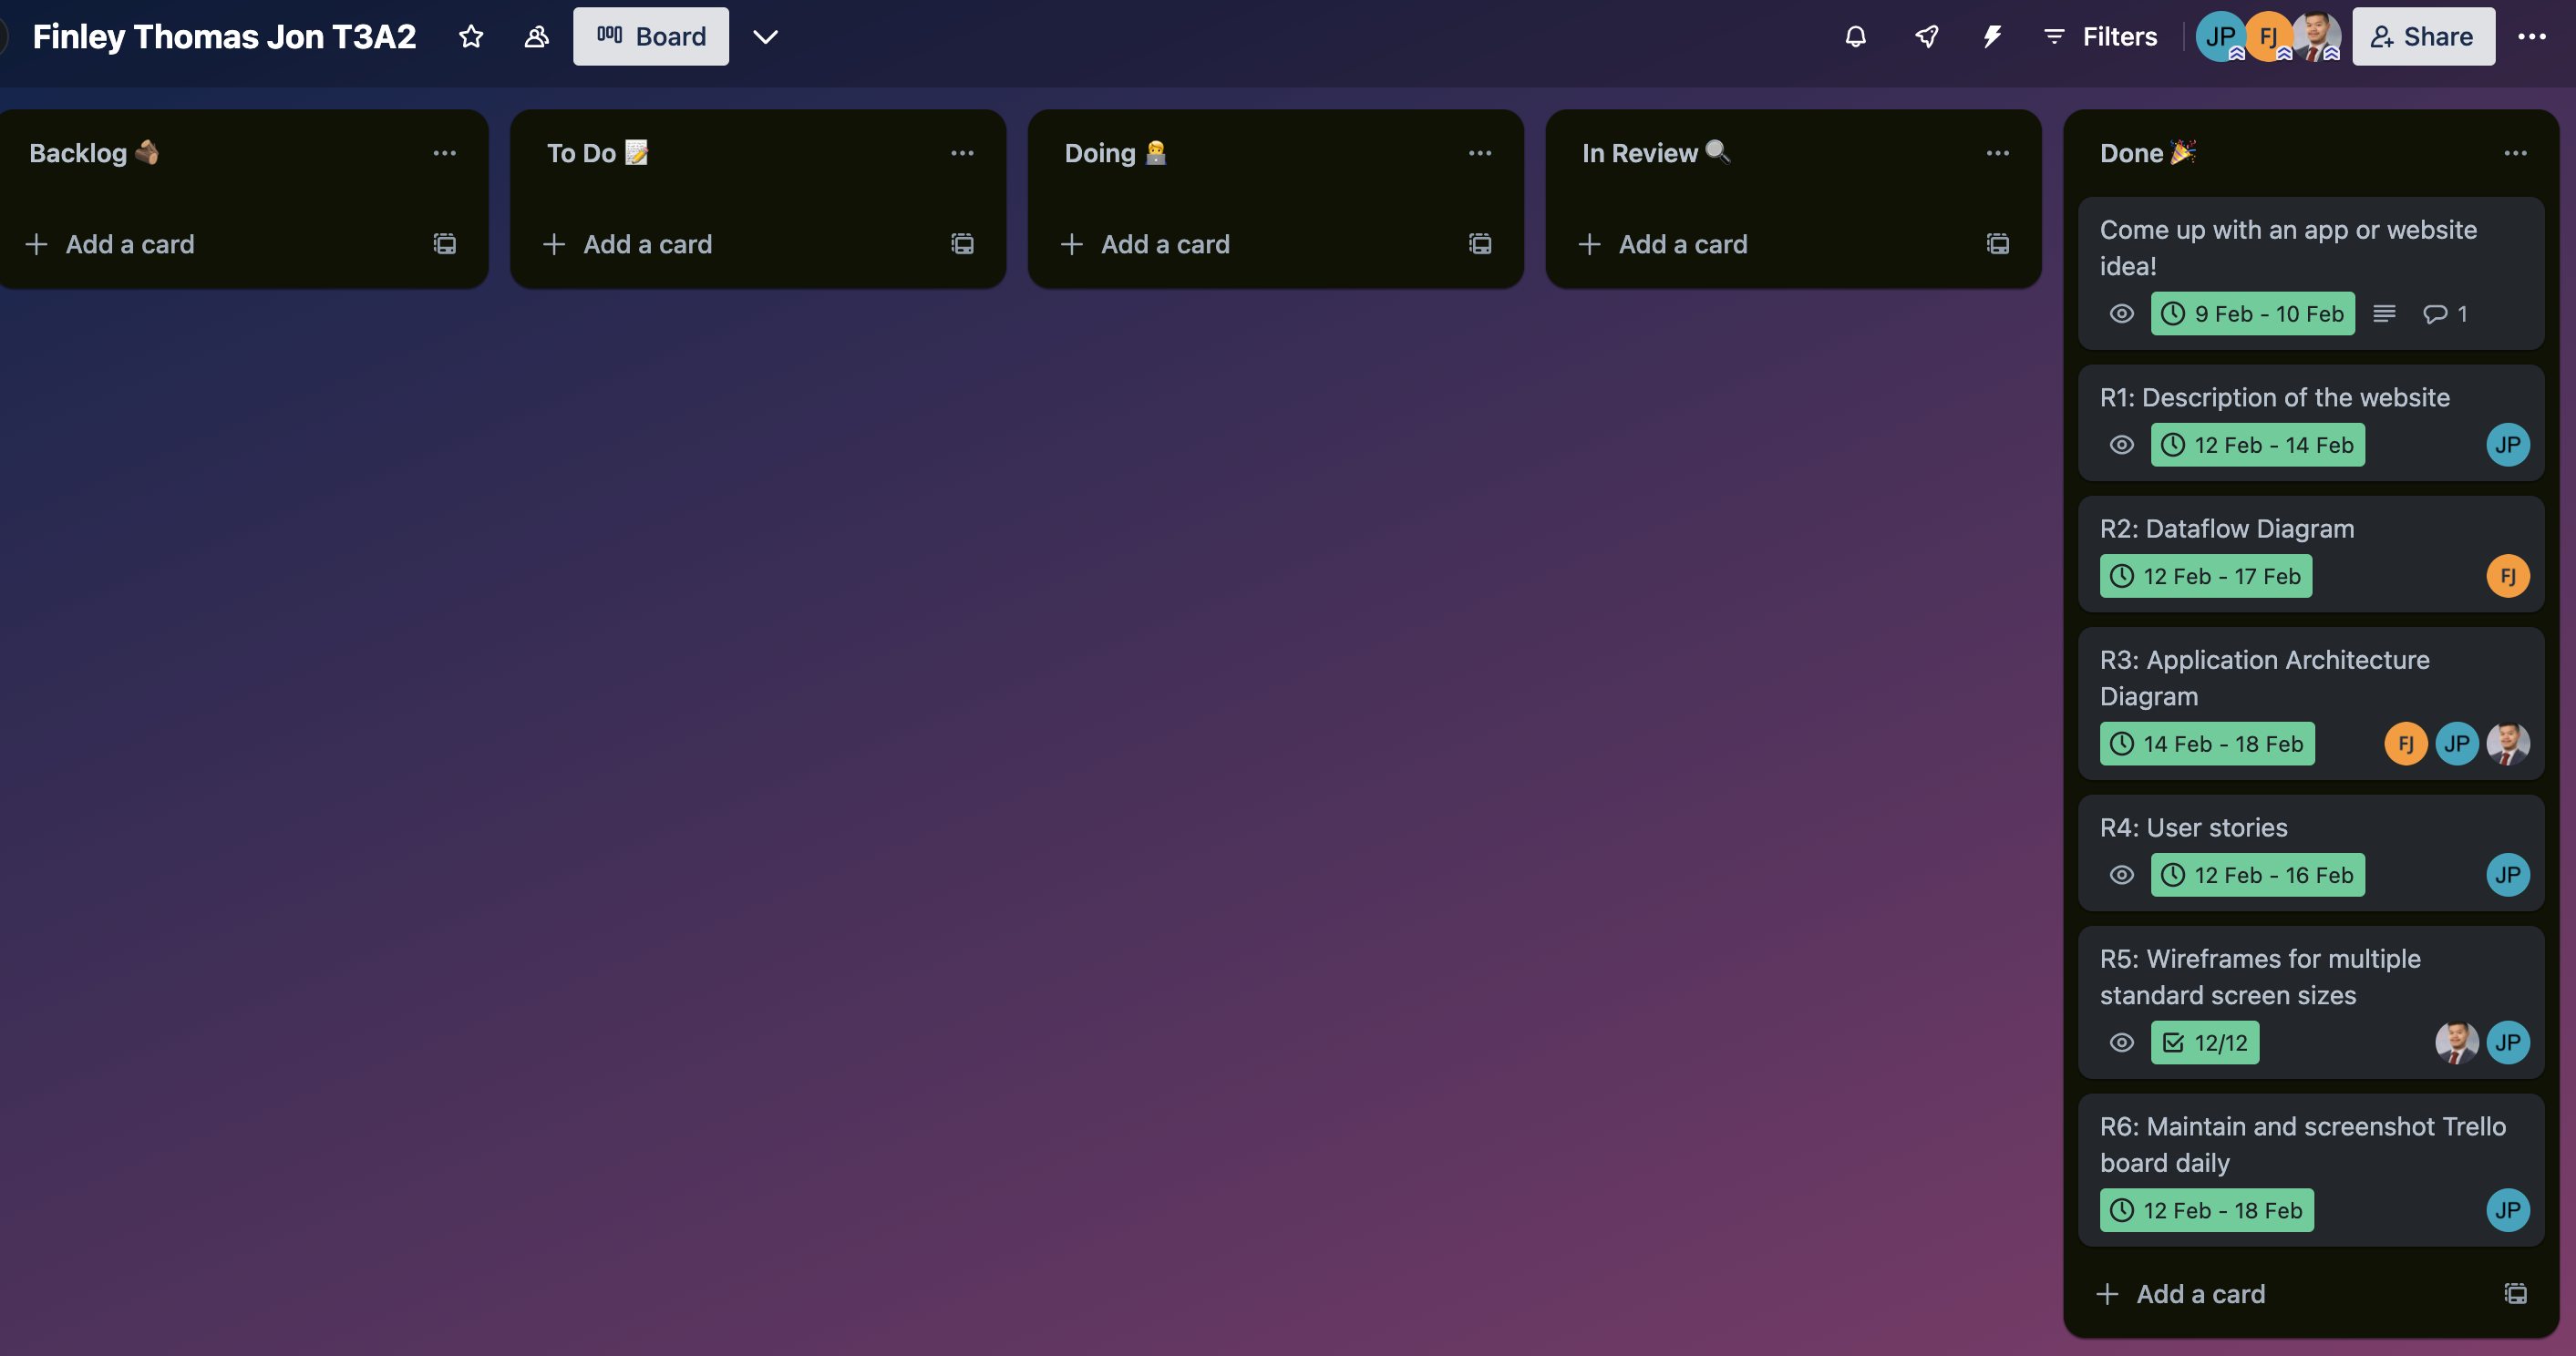 Finley Thomas Jon T3A2
Board
Filters
JP
FJ
Share
Backlog
Add a card
To Do
Add a card
Doing
Add a card
In Review
Add a card
Done
Come up with an app or website
idea!
9 Feb - 10 Feb
1
R1: Description of the website
12 Feb - 14 Feb
JP
R2: Dataflow Diagram
12 Feb - 17 Feb
FJ
R3: Application Architecture
Diagram
14 Feb - 18 Feb
FJ
JP
R4: User stories
12 Feb - 16 Feb
JP
R5: Wireframes for multiple
standard screen sizes
12/12
JP
R6: Maintain and screenshot Trello
board daily
12 Feb - 18 Feb
JP
Add a card